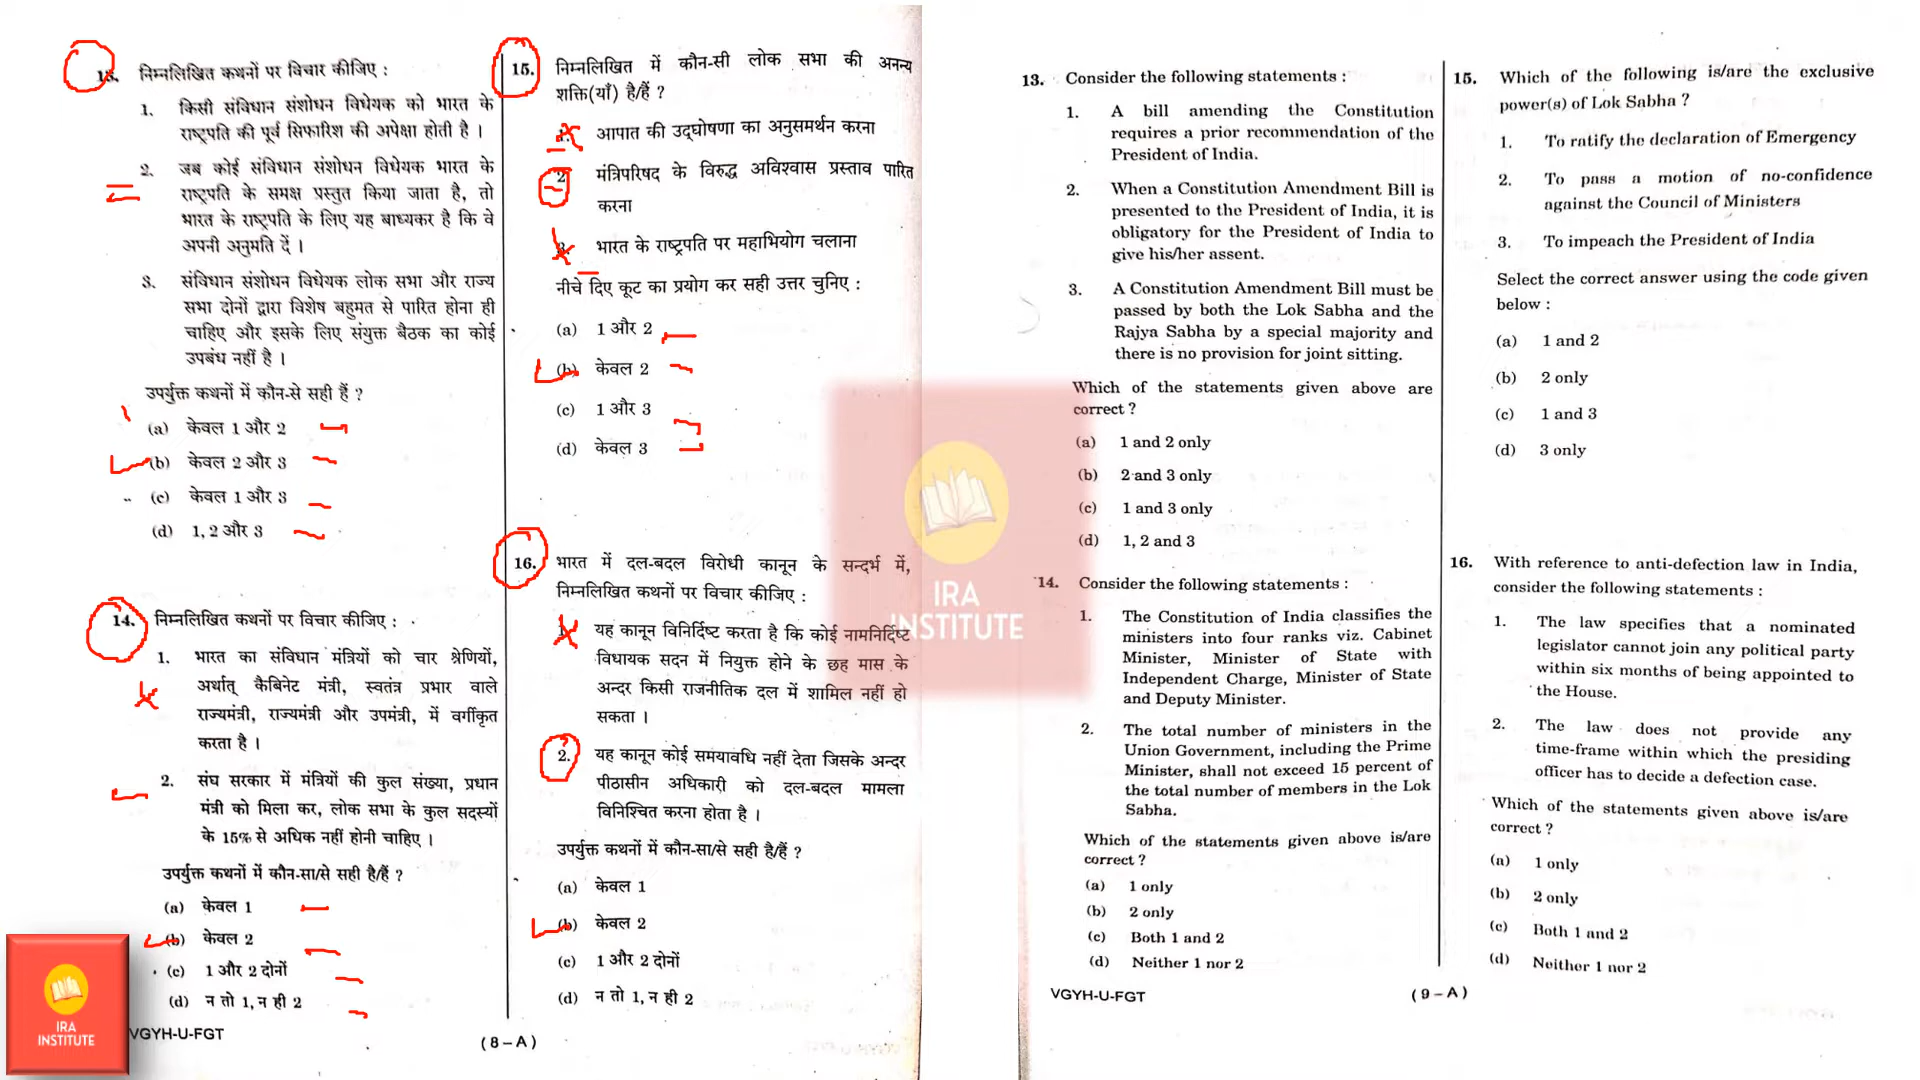 13. निम्नलिखित कथनों पर विचार कीजिए :
1. किसी संविधान संशोधन विधेयक को भारत के
राष्ट्रपति की पूर्व सिफारिश की अपेक्षा होती है ।
2. जब कोई संविधान संशोधन विधेयक भारत के
राष्ट्रपति के समक्ष प्रस्तुत किया जाता है, तो
भारत के राष्ट्रपति के लिए यह बाध्यकर है कि वे
अपनी अनुमति दें ।
3. संविधान संशोधन विधेयक लोक सभा और राज्य
सभा दोनों द्वारा विशेष बहुमत से पारित होना ही
चाहिए और इसके लिए संयुक्त बैठक का कोई
उपबंध नहीं है ।
उपर्युक्त कथनों में कौन-से सही हैं ?
(a) केवल 1 और 2
(b) केवल 2 और 3
(c) केवल 1 और 3
(d) 1, 2 और 3
14. निम्नलिखित कथनों पर विचार कीजिए :
1. भारत का संविधान मंत्रियों को चार श्रेणियों,
अर्थात् कैबिनेट मंत्री, स्वतंत्र प्रभार वाले
राज्यमंत्री, राज्यमंत्री और उपमंत्री, में वर्गीकृत
करता है ।
2. संघ सरकार में मंत्रियों की कुल संख्या, प्रधान
मंत्री को मिला कर, लोक सभा के कुल सदस्यों
के 15% से अधिक नहीं होनी चाहिए ।
उपर्युक्त कथनों में कौन-सा/से सही है/हैं ?
(a) केवल 1
(b) केवल 2
(c) 1 और 2 दोनों
(d) न तो 1, न ही 2
VGYH-U-FGT
15. निम्नलिखित में कौन-सी लोक सभा की अनन्य
शक्ति(याँ) है/हैं ?
1. आपात की उद्घोषणा का अनुसमर्थन करना
2. मंत्रिपरिषद के विरुद्ध अविश्वास प्रस्ताव पारित
करना
3. भारत के राष्ट्रपति पर महाभियोग चलाना
नीचे दिए कूट का प्रयोग कर सही उत्तर चुनिए :
(a) 1 और 2
(b) केवल 2
(c) 1 और 3
(d) केवल 3
16. भारत में दल-बदल विरोधी कानून के सन्दर्भ में,
निम्नलिखित कथनों पर विचार कीजिए :
1. यह कानून विनिर्दिष्ट करता है कि कोई नामनिर्दिष्ट
विधायक सदन में नियुक्त होने के छह मास के
अन्दर किसी राजनीतिक दल में शामिल नहीं हो
सकता ।
2. यह कानून कोई समयावधि नहीं देता जिसके अन्दर
पीठासीन अधिकारी को दल-बदल मामला
विनिश्चित करना होता है ।
उपर्युक्त कथनों में कौन-सा/से सही है/हैं ?
(a) केवल 1
(b) केवल 2
(c) 1 और 2 दोनों
(d) न तो 1, न ही 2
( 8 – A )
13. Consider the following statements :
1. A bill amending the Constitution
requires a prior recommendation of the
President of India.
2. When a Constitution Amendment Bill is
presented to the President of India, it is
obligatory for the President of India to
give his/her assent.
3. A Constitution Amendment Bill must be
passed by both the Lok Sabha and the
Rajya Sabha by a special majority and
there is no provision for joint sitting.
Which of the statements given above are
correct ?
(a) 1 and 2 only
(b) 2 and 3 only
(c) 1 and 3 only
(d) 1, 2 and 3
14. Consider the following statements :
1. The Constitution of India classifies the
ministers into four ranks viz. Cabinet
Minister, Minister of State with
Independent Charge, Minister of State
and Deputy Minister.
2. The total number of ministers in the
Union Government, including the Prime
Minister, shall not exceed 15 percent of
the total number of members in the Lok
Sabha.
Which of the statements given above is/are
correct ?
(a) 1 only
(b) 2 only
(c) Both 1 and 2
(d) Neither 1 nor 2
VGYH-U-FGT
( 9 – A )
15. Which of the following is/are the exclusive
power(s) of Lok Sabha ?
1. To ratify the declaration of Emergency
2. To pass a motion of no-confidence
against the Council of Ministers
3. To impeach the President of India
Select the correct answer using the code given
below :
(a) 1 and 2
(b) 2 only
(c) 1 and 3
(d) 3 only
16. With reference to anti-defection law in India,
consider the following statements :
1. The law specifies that a nominated
legislator cannot join any political party
within six months of being appointed to
the House.
2. The law does not provide any
time-frame within which the presiding
officer has to decide a defection case.
Which of the statements given above is/are
correct ?
(a) 1 only
(b) 2 only
(c) Both 1 and 2
(d) Neither 1 nor 2
IRA
INSTITUTE
IRA
INSTITUTE